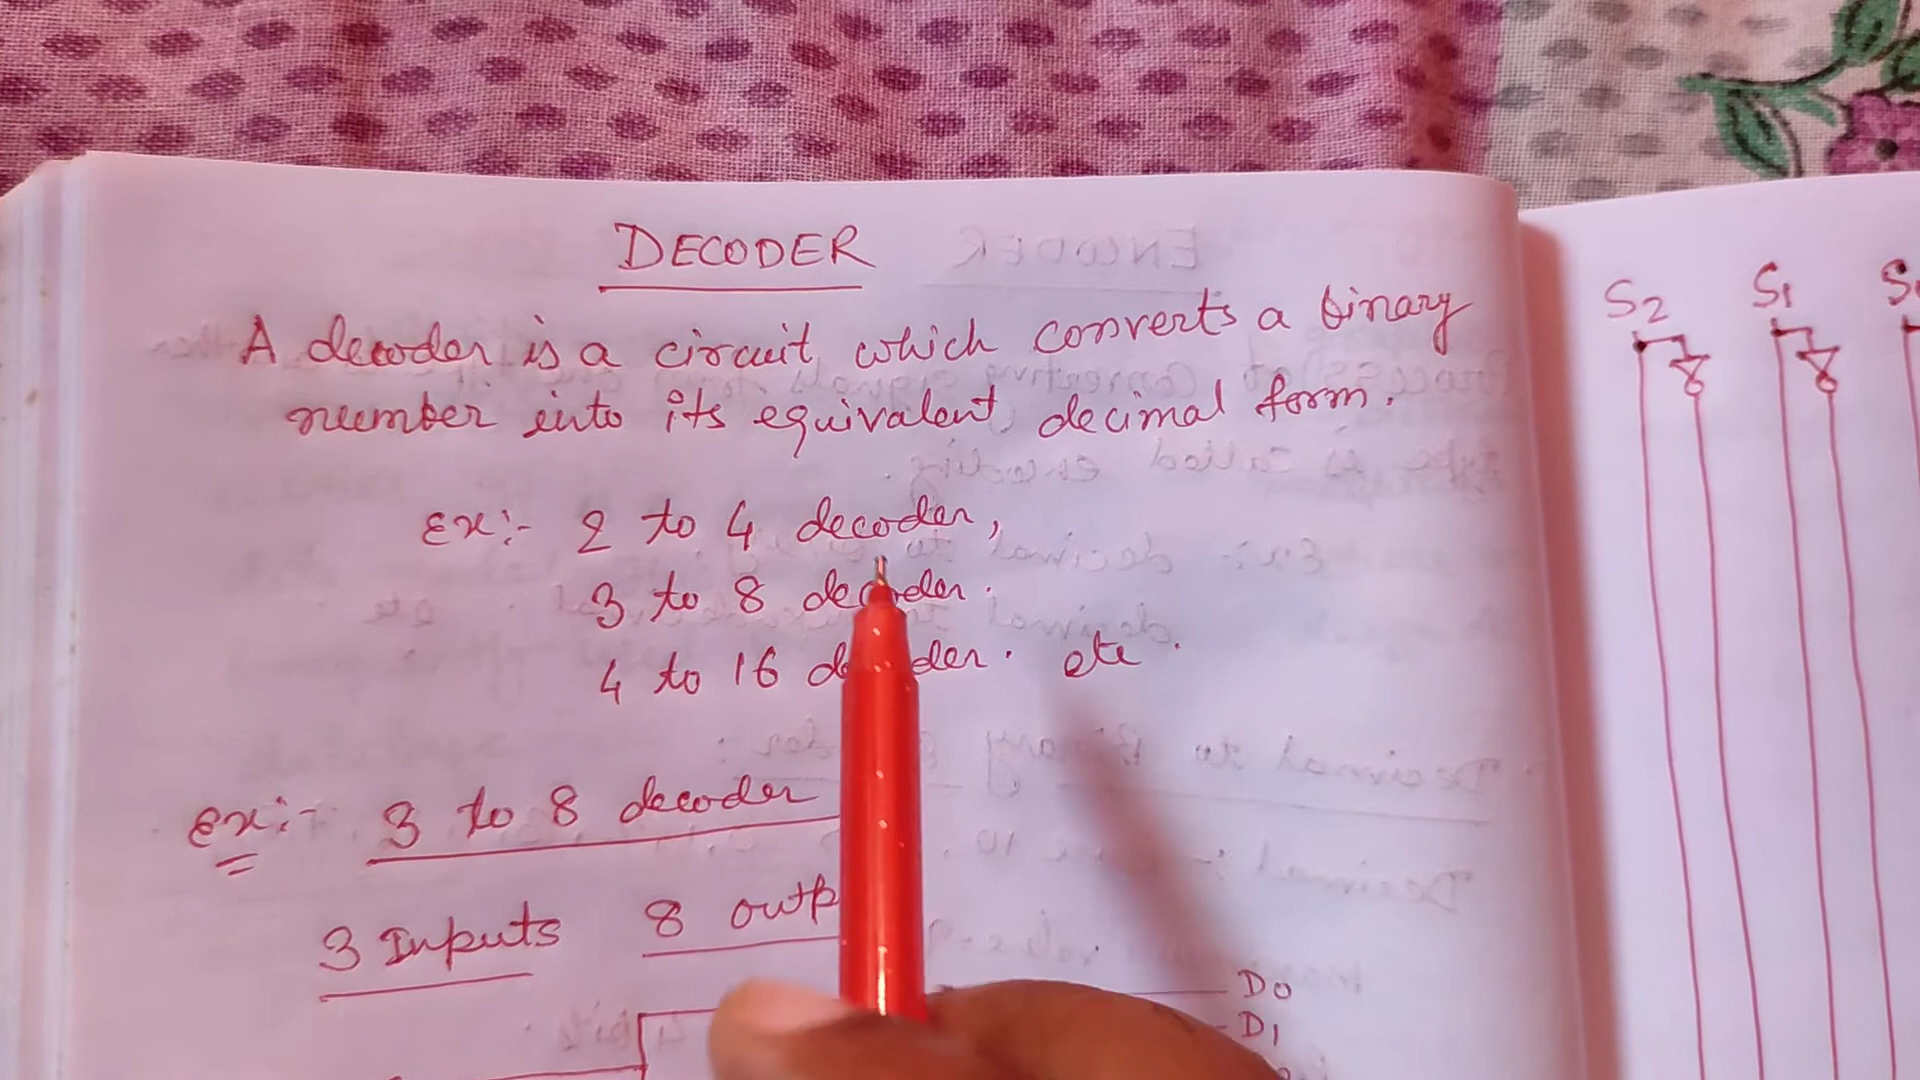 DECODER
A decoder is a circuit which converts a binary
number into its equivalent decimal form.
Ex:- 2 to 4 decoder,
3 to 8 decoder.
4 to 16 decoder. etc.
Ex:- 3 to 8 decoder
3 Inputs 8 outp
D0
D1
S2 S1 S